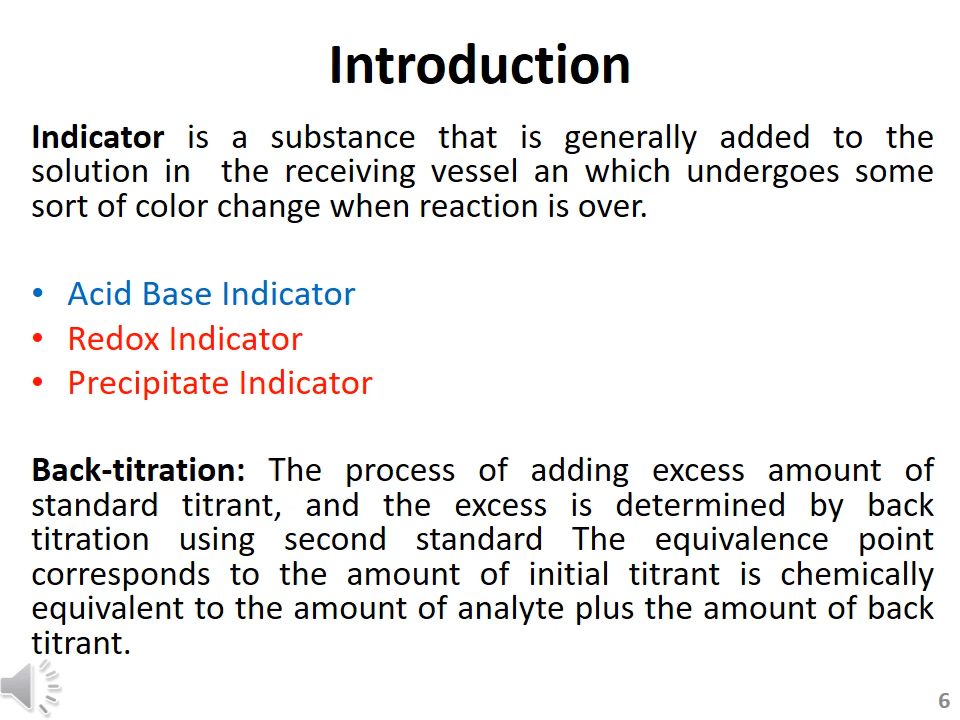 Introduction
Indicator is a substance that is generally added to the
solution in the receiving vessel an which undergoes some
sort of color change when reaction is over.
• Acid Base Indicator
• Redox Indicator
• Precipitate Indicator
Back-titration: The process of adding excess amount of
standard titrant, and the excess is determined by back
titration using second standard The equivalence point
corresponds to the amount of initial titrant is chemically
equivalent to the amount of analyte plus the amount of back
titrant.
6